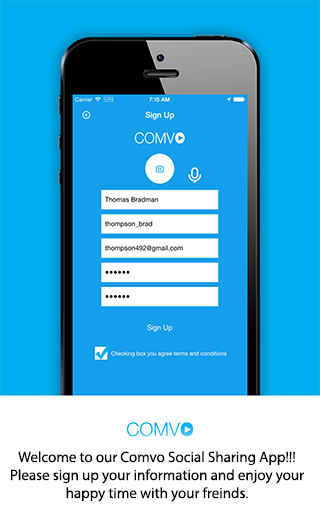 Carrier
7:15 AM
Sign Up
COMVO
Thomas Bradman
thompson_brad
thompson492@gmail.com
••••••
••••••
Sign Up
Checking box you agree terms and conditions
COMVO
Welcome to our Comvo Social Sharing App!!!
Please sign up your information and enjoy your
happy time with your freinds.